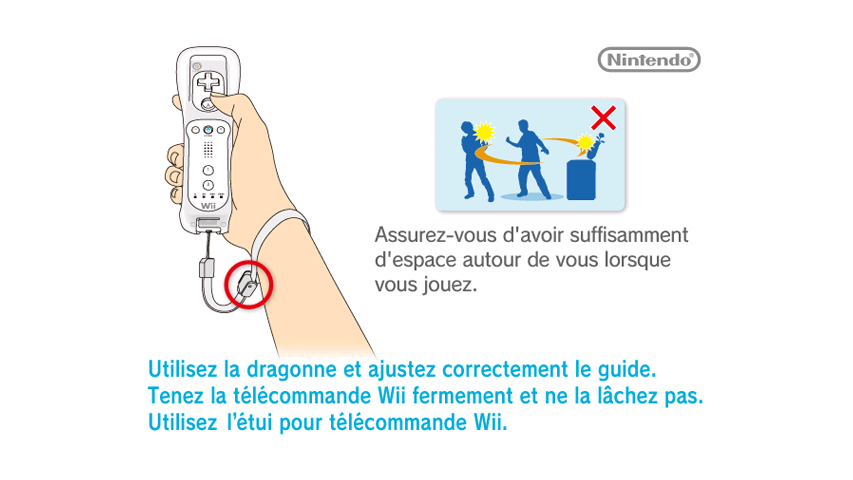 Nintendo®
Wii
Assurez-vous d'avoir suffisamment
d'espace autour de vous lorsque
vous jouez.
Utilisez la dragonne et ajustez correctement le guide.
Tenez la télécommande Wii fermement et ne la lâchez pas.
Utilisez l'étui pour télécommande Wii.